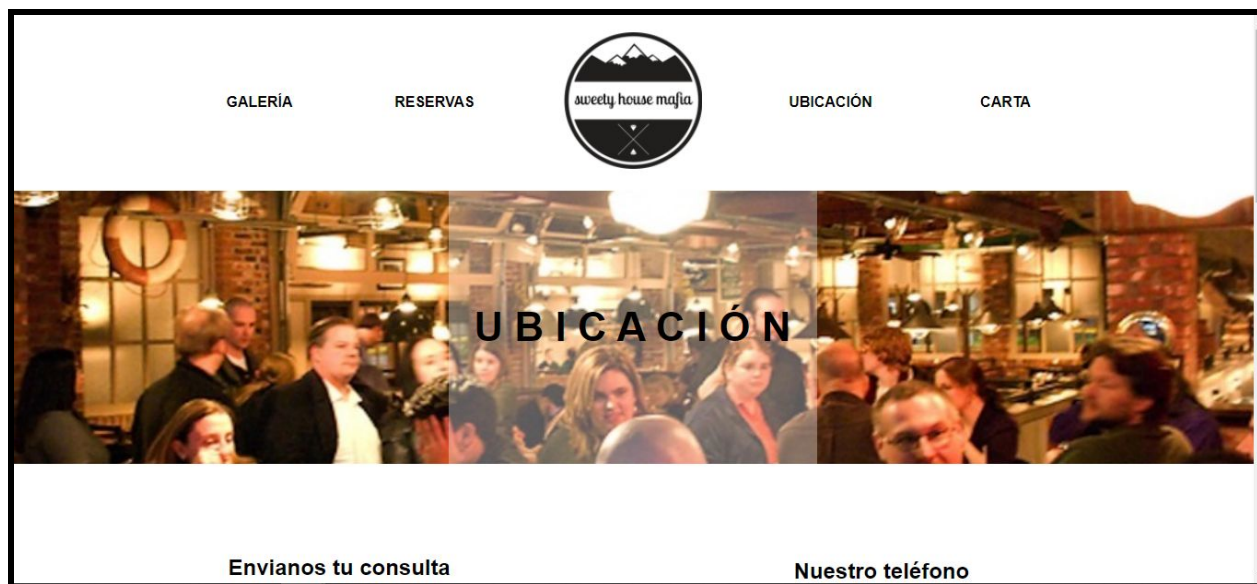 GALERÍA
RESERVAS
sweety house mafia
UBICACIÓN
CARTA
UBICACIÓN
Envianos tu consulta
Nuestro teléfono